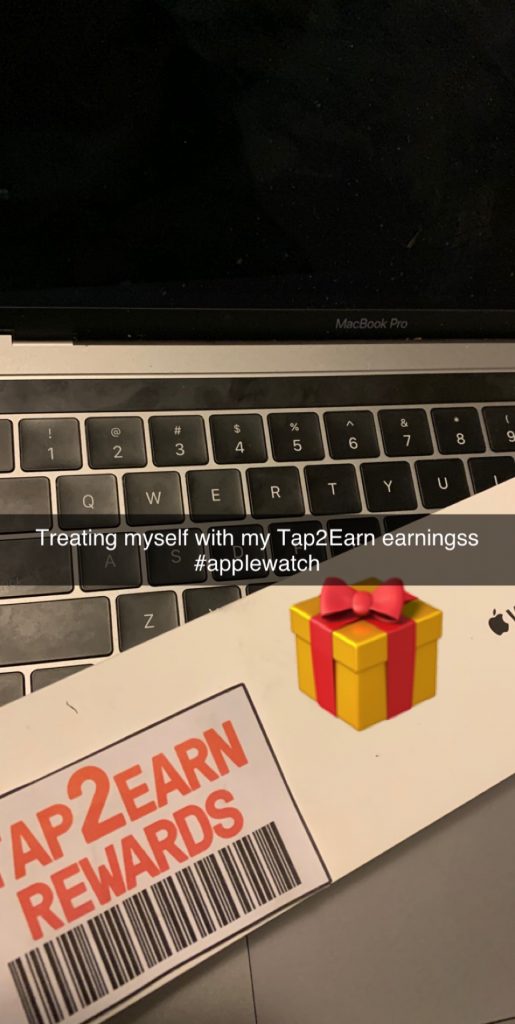 MacBook Pro
! @ # $ % ^ & * (
1 2 3 4 5 6 7 8 9
Q W E R T Y U
Treating myself with my Tap2Earn earningss
#applewatch
A S D
Z
TAP2EARN
REWARDS